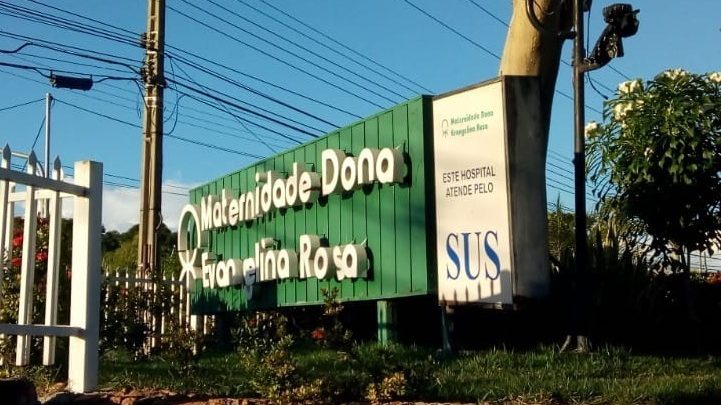 Maternidade Dona
Evangelina Rosa
Maternidade Dona
Evangelina Rosa
ESTE HOSPITAL
ATENDE PELO
SUS